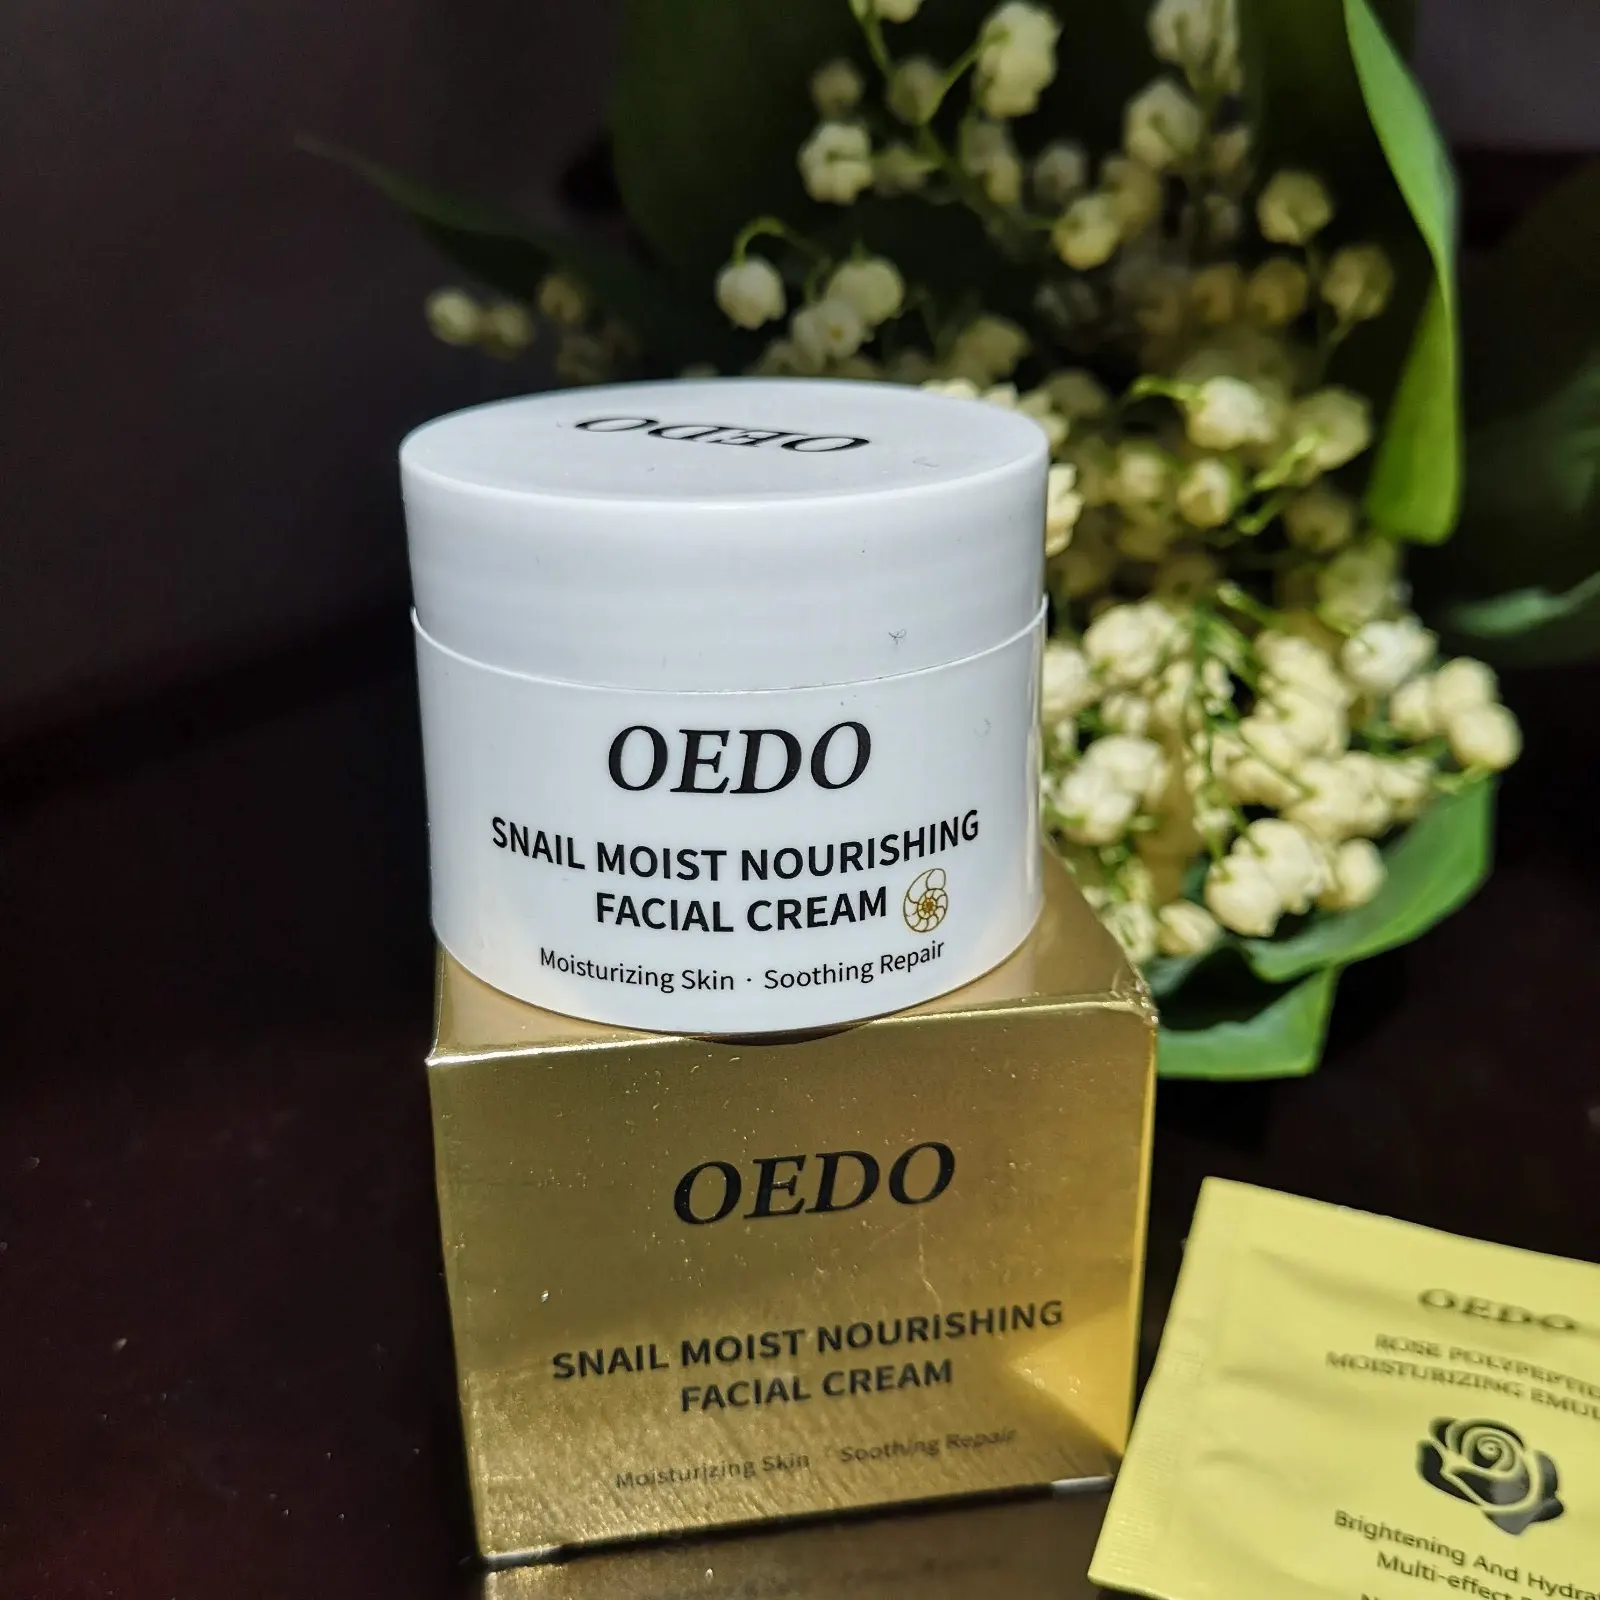 OEDO
OEDO
SNAIL MOIST NOURISHING
FACIAL CREAM
Moisturizing Skin · Soothing Repair
OEDO
SNAIL MOIST NOURISHING
FACIAL CREAM
Moisturizing Skin · Soothing Repair
OEDO
ROSE
MOISTURIZING
Brightening And
Multi-effect